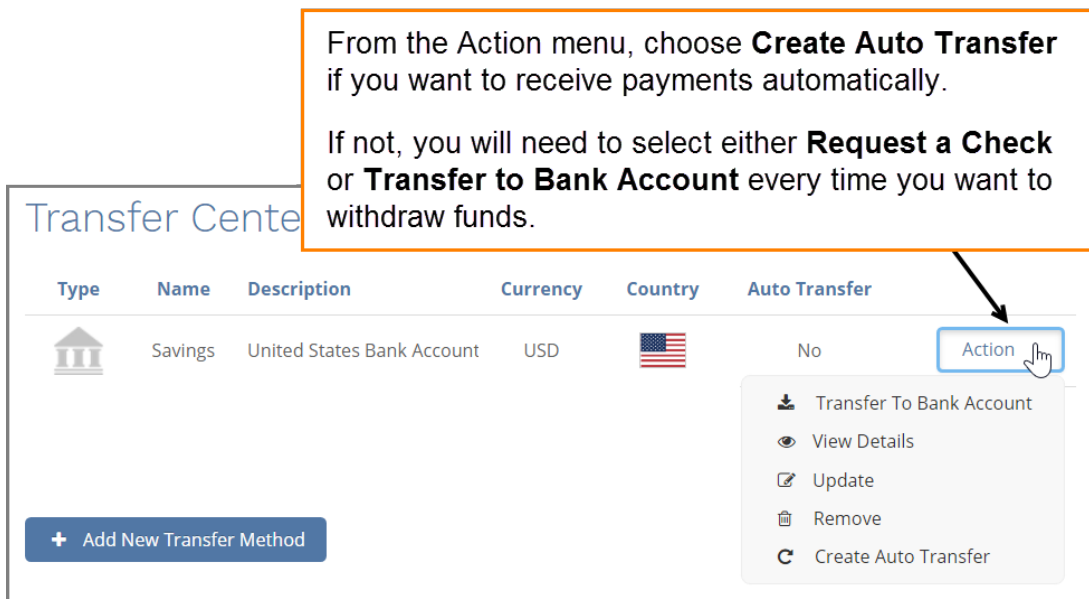 From the Action menu, choose Create Auto Transfer
if you want to receive payments automatically.
If not, you will need to select either Request a Check
or Transfer to Bank Account every time you want to
withdraw funds.
Transfer Cente
Type Name Description Currency Country Auto Transfer
Savings United States Bank Account USD No Action
Transfer To Bank Account
View Details
Update
Remove
Create Auto Transfer
+ Add New Transfer Method